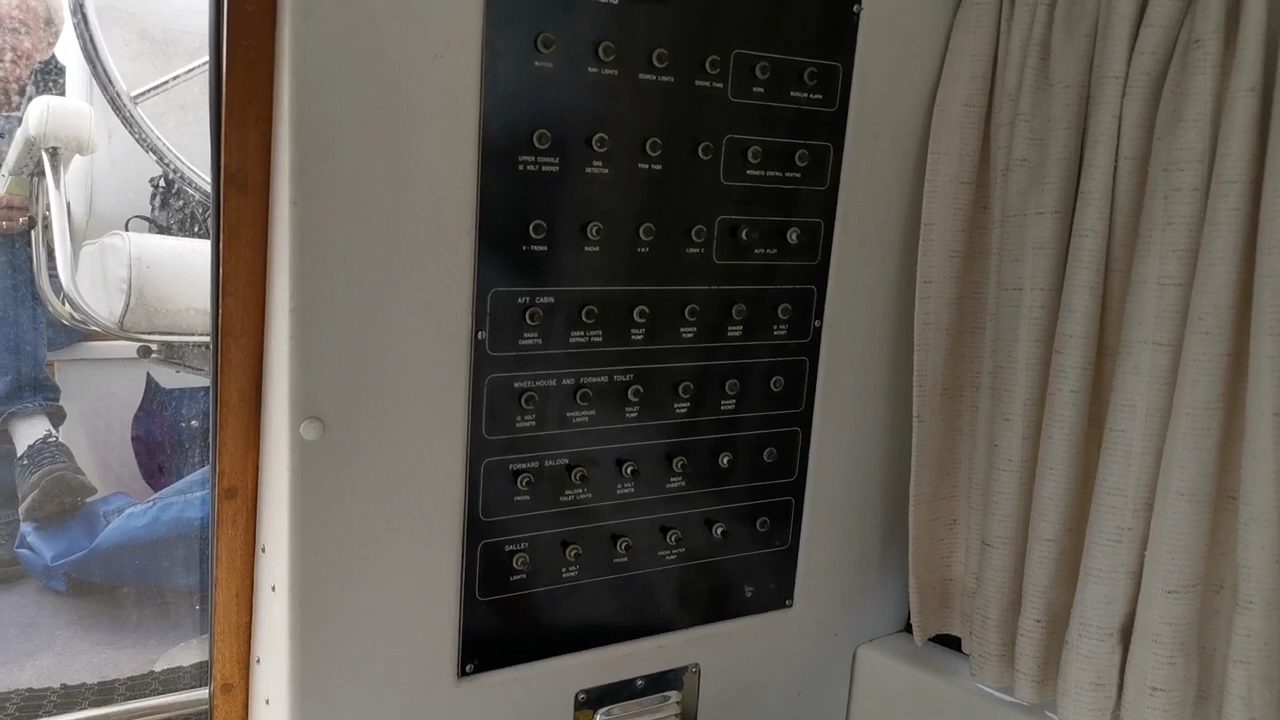 WIPERS
NAVI LIGHTS
SEARCH LIGHTS
ENGINE FANS
HORN
BURGLAR ALARM
UPPER CONSOLE
12 VOLT SOCKET
GAS
DETECTOR
TRIM TABS
WEBASTO CENTRAL HEATING
V-TRONIK
RADAR
V.H.F
LORAN C
AUTO PILOT
AFT CABIN
RADIO
CASSETTE
CABIN LIGHTS
EXTRACT FANS
TOILET
PUMP
SHOWER
PUMP
SHAVER
SOCKET
12 VOLT
SOCKET
WHEELHOUSE AND FORWARD TOILET
12 VOLT
SOCKETS
WHEELHOUSE
LIGHTS
TOILET
PUMP
SHOWER
PUMP
SHAVER
SOCKET
FORWARD SALOON
FRIDGE
SALOON &
TOILET LIGHTS
12 VOLT
SOCKETS
RADIO
CASSETTE
GALLEY
LIGHTS
12 VOLT
SOCKET
FRIDGE
FRESH WATER
PUMP